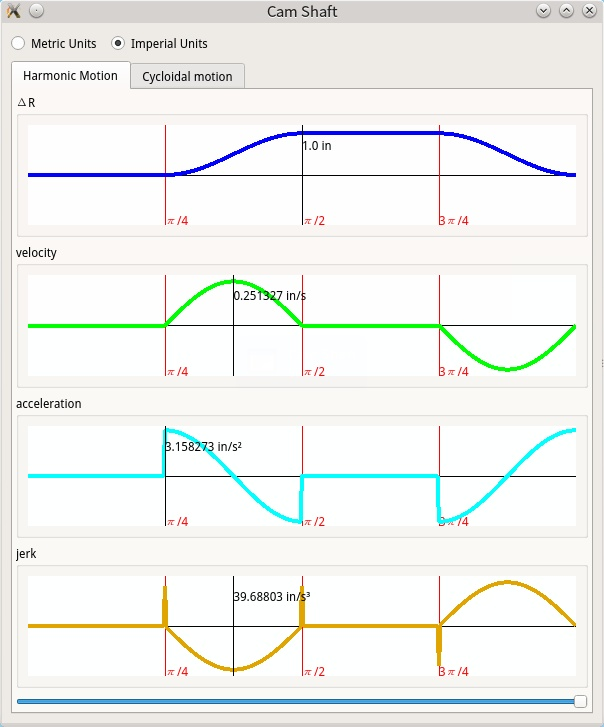 Cam Shaft
Metric Units Imperial Units
Harmonic Motion Cycloidal motion
Δ R
1.0 in
π /4 π /2 3 π /4
velocity
0.251327 in/s
π /4 π /2 3 π /4
acceleration
3.158273 in/s²
π /4 π /2 3 π /4
jerk
39.68803 in/s³
π /4 π /2 3 π /4